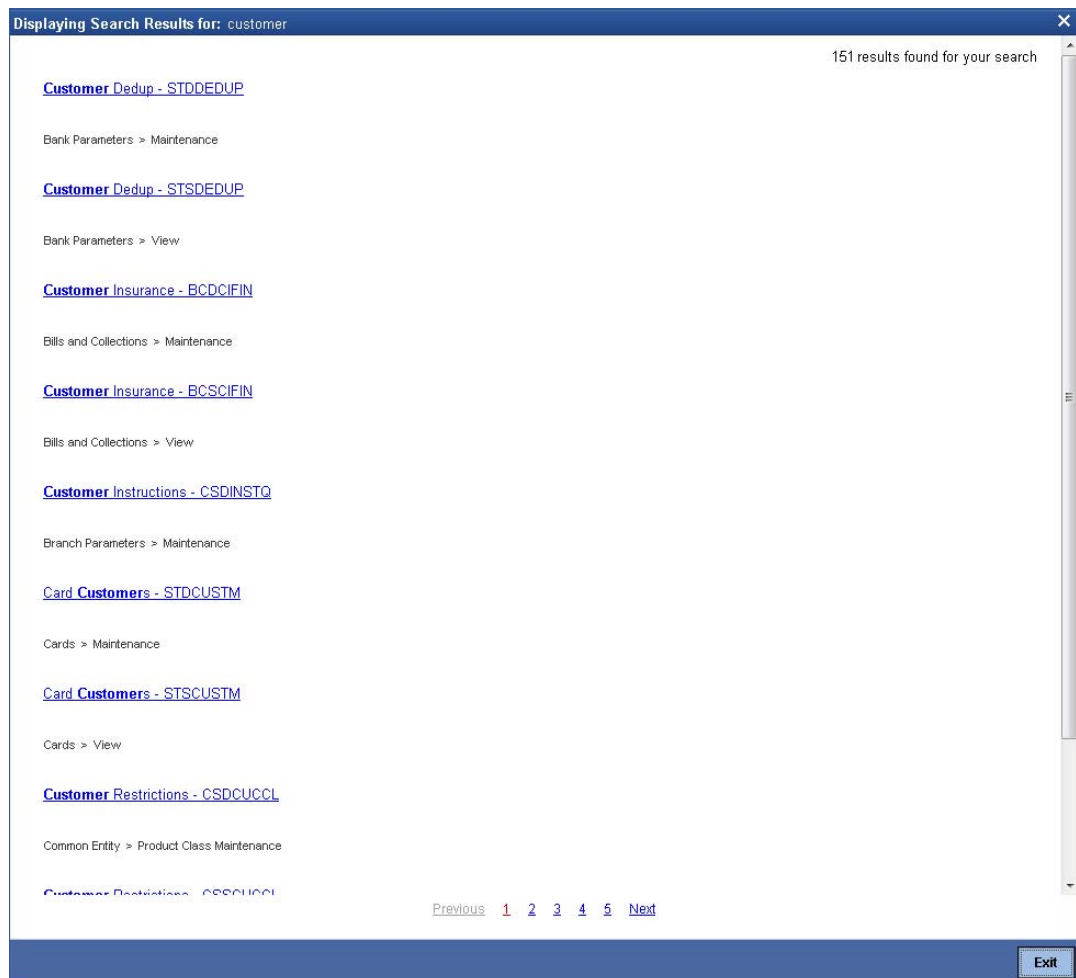 Displaying Search Results for: customer
151 results found for your search
Customer Dedup - STDDEDUP
Bank Parameters > Maintenance
Customer Dedup - STSDEDUP
Bank Parameters > View
Customer Insurance - BCDCIFIN
Bills and Collections > Maintenance
Customer Insurance - BCSCIFIN
Bills and Collections > View
Customer Instructions - CSDINSTQ
Branch Parameters > Maintenance
Card Customers - STDCUSTM
Cards > Maintenance
Card Customers - STSCUSTM
Cards > View
Customer Restrictions - CSDCUCCL
Common Entity > Product Class Maintenance
Customer Restrictions - CSSCUCCL
Previous 1 2 3 4 5 Next
Exit